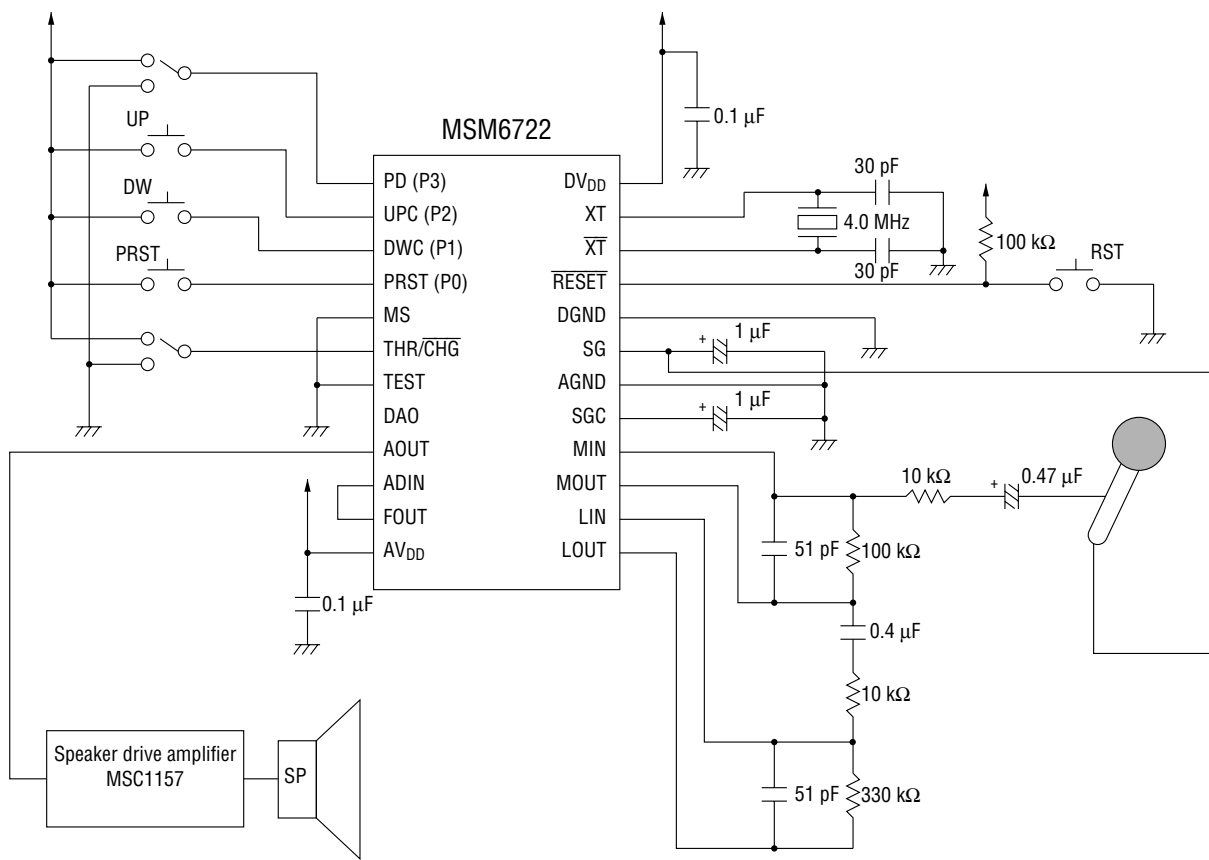 MSM6722
UP
DW
PRST
PD (P3)
UPC (P2)
DWC (P1)
PRST (P0)
MS
THR/C̅H̅G̅
TEST
DAO
AOUT
ADIN
FOUT
AVDD
DVDD
XT
X̅T̅
R̅E̅S̅E̅T̅
DGND
SG
AGND
SGC
MIN
MOUT
LIN
LOUT
0.1 µF
30 pF
4.0 MHz
30 pF
100 kΩ
RST
+ 1 µF
+ 1 µF
10 kΩ
+ 0.47 µF
51 pF
100 kΩ
0.4 µF
10 kΩ
51 pF
330 kΩ
0.1 µF
Speaker drive amplifier
MSC1157
SP